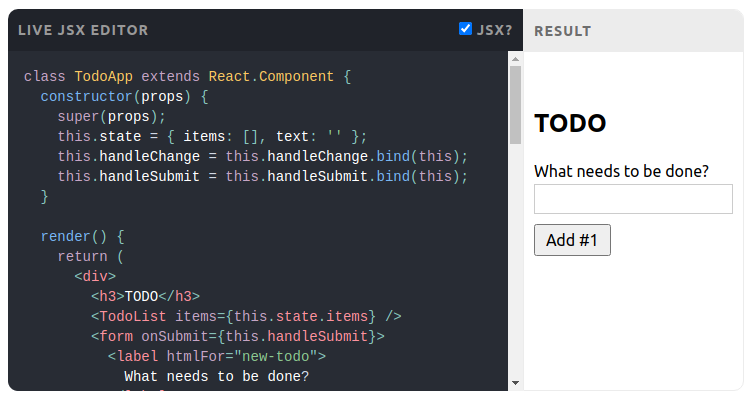 LIVE JSX EDITOR
JSX?
class TodoApp extends React.Component {
  constructor(props) {
    super(props);
    this.state = { items: [], text: '' };
    this.handleChange = this.handleChange.bind(this);
    this.handleSubmit = this.handleSubmit.bind(this);
  }

  render() {
    return (
      <div>
        <h3>TODO</h3>
        <TodoList items={this.state.items} />
        <form onSubmit={this.handleSubmit}>
          <label htmlFor="new-todo">
            What needs to be done?
RESULT
TODO
What needs to be done?
Add #1